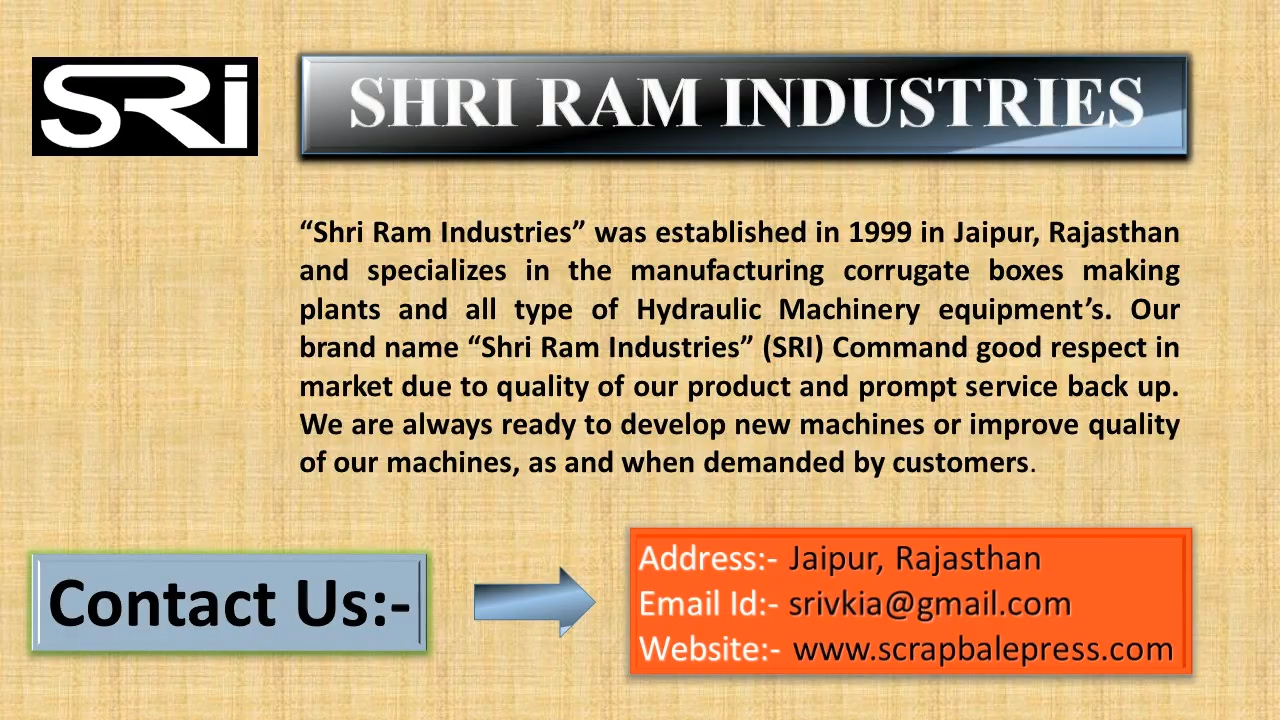 SRi
SHRI RAM INDUSTRIES
“Shri Ram Industries” was established in 1999 in Jaipur, Rajasthan
and specializes in the manufacturing corrugate boxes making
plants and all type of Hydraulic Machinery equipment’s. Our
brand name “Shri Ram Industries” (SRI) Command good respect in
market due to quality of our product and prompt service back up.
We are always ready to develop new machines or improve quality
of our machines, as and when demanded by customers.
Contact Us:-
Address:- Jaipur, Rajasthan
Email Id:- srivkia@gmail.com
Website:- www.scrapbalepress.com